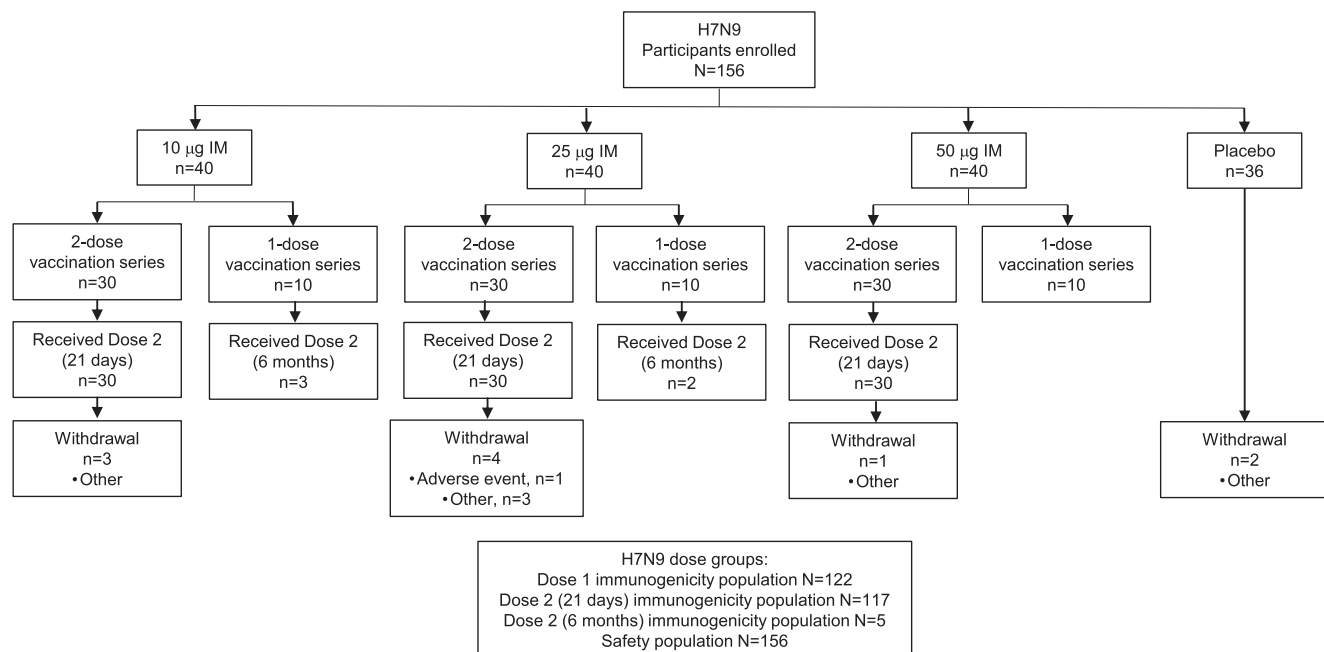 H7N9
Participants enrolled
N=156
10 μg IM
n=40
25 μg IM
n=40
50 μg IM
n=40
Placebo
n=36
2-dose
vaccination series
n=30
1-dose
vaccination series
n=10
2-dose
vaccination series
n=30
1-dose
vaccination series
n=10
2-dose
vaccination series
n=30
1-dose
vaccination series
n=10
Received Dose 2
(21 days)
n=30
Received Dose 2
(6 months)
n=3
Received Dose 2
(21 days)
n=30
Received Dose 2
(6 months)
n=2
Received Dose 2
(21 days)
n=30
Withdrawal
n=3
•Other
Withdrawal
n=4
•Adverse event, n=1
•Other, n=3
Withdrawal
n=1
•Other
Withdrawal
n=2
•Other
H7N9 dose groups:
Dose 1 immunogenicity population N=122
Dose 2 (21 days) immunogenicity population N=117
Dose 2 (6 months) immunogenicity population N=5
Safety population N=156